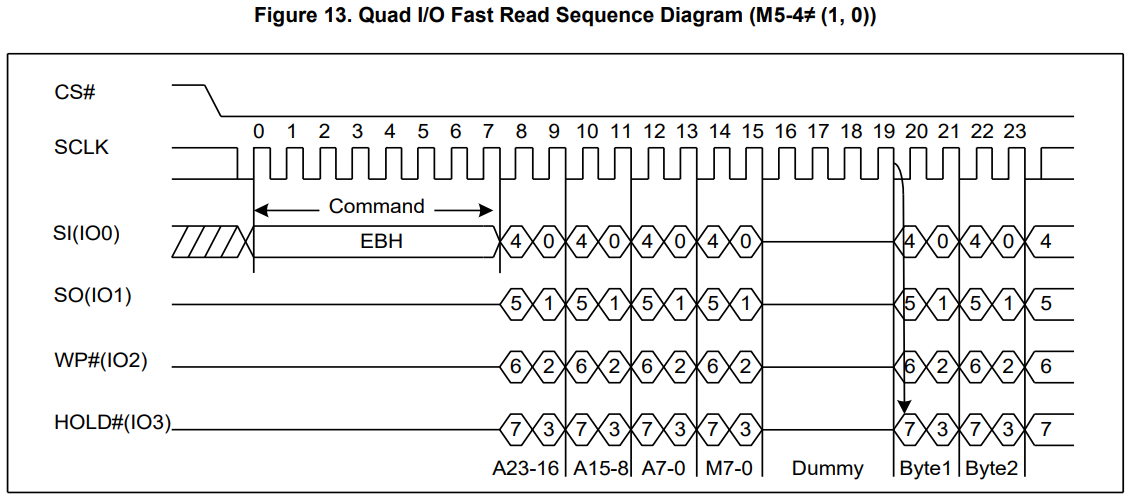 Figure 13. Quad I/O Fast Read Sequence Diagram (M5-4≠ (1, 0))
CS#
0 1 2 3 4 5 6 7 8 9 10 11 12 13 14 15 16 17 18 19 20 21 22 23
SCLK
Command
SI(IO0) EBH 4 0 4 0 4 0 4 0 4 0 4 0 4
SO(IO1) 5 1 5 1 5 1 5 1 5 1 5 1 5
WP#(IO2) 6 2 6 2 6 2 6 2 6 2 6 2 6
HOLD#(IO3) 7 3 7 3 7 3 7 3 7 3 7 3 7
A23-16 A15-8 A7-0 M7-0 Dummy Byte1 Byte2